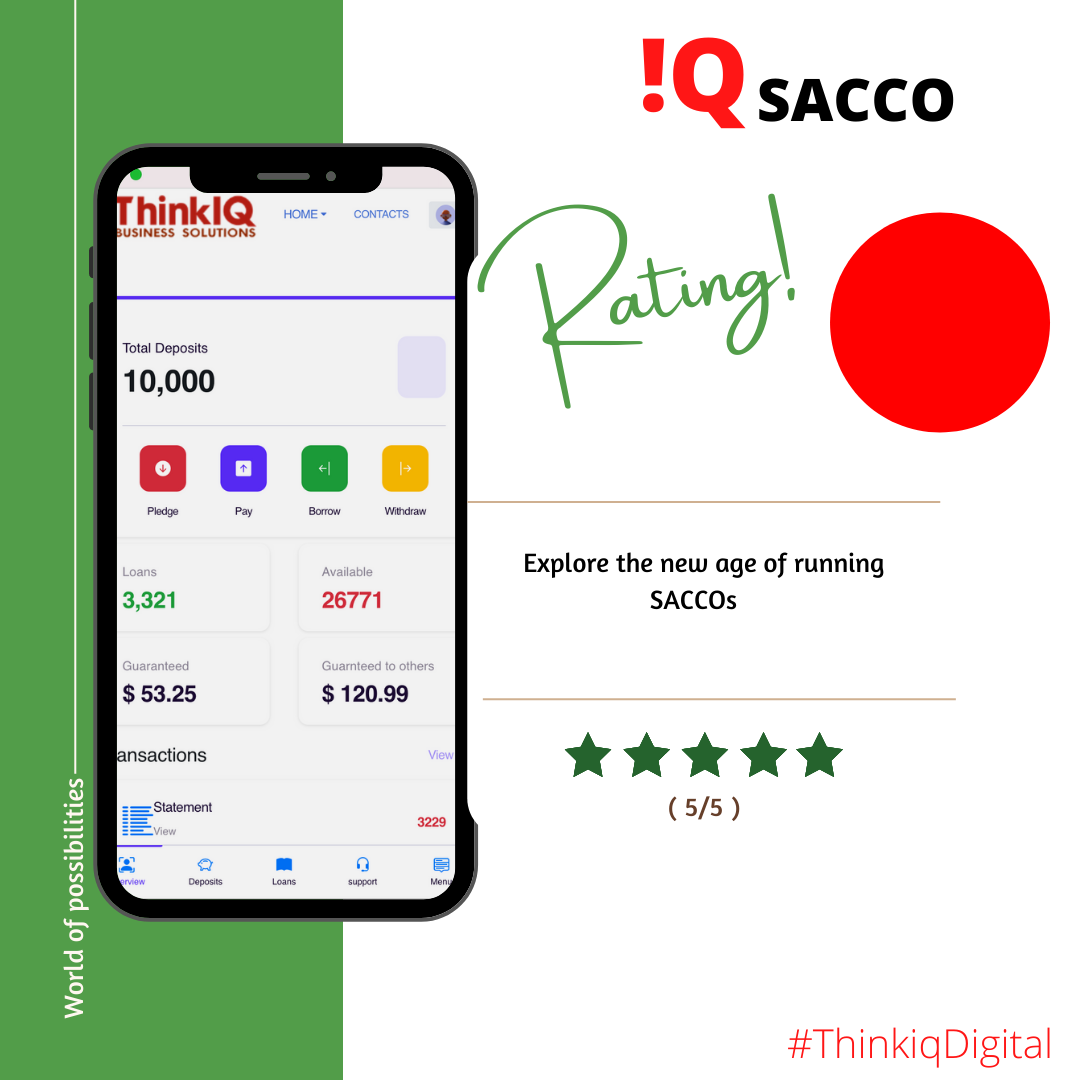 !Q SACCO
Rating!
ThinkIQ
BUSINESS SOLUTIONS
HOME
CONTACTS
Total Deposits
10,000
Pledge
Pay
Borrow
Withdraw
Loans
3,321
Available
26771
Guaranteed
$ 53.25
Guarnteed to others
$ 120.99
ansactions
View
Statement
View
3229
erview
Deposits
Loans
support
Menu
Explore the new age of running
SACCOs
( 5/5 )
World of possibilities
#ThinkiqDigital